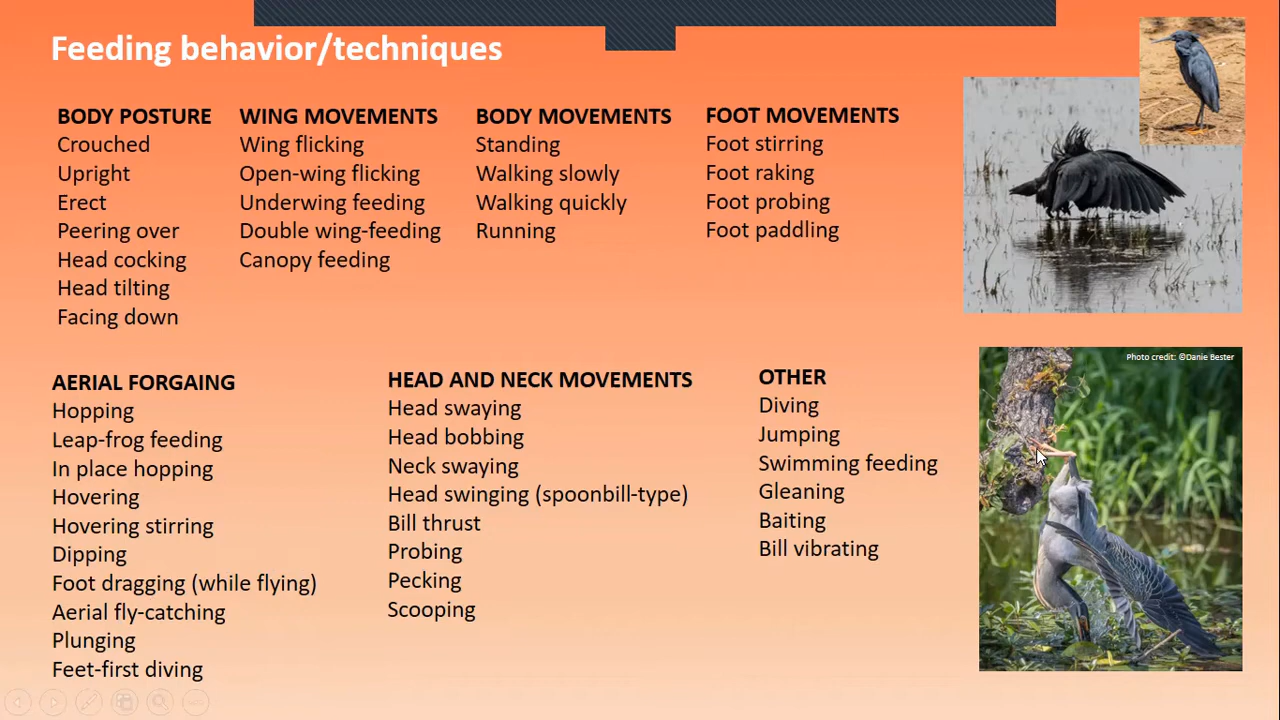 Feeding behavior/techniques
BODY POSTURE
Crouched
Upright
Erect
Peering over
Head cocking
Head tilting
Facing down
WING MOVEMENTS
Wing flicking
Open-wing flicking
Underwing feeding
Double wing-feeding
Canopy feeding
BODY MOVEMENTS
Standing
Walking slowly
Walking quickly
Running
FOOT MOVEMENTS
Foot stirring
Foot raking
Foot probing
Foot paddling
AERIAL FORGAING
Hopping
Leap-frog feeding
In place hopping
Hovering
Hovering stirring
Dipping
Foot dragging (while flying)
Aerial fly-catching
Plunging
Feet-first diving
HEAD AND NECK MOVEMENTS
Head swaying
Head bobbing
Neck swaying
Head swinging (spoonbill-type)
Bill thrust
Probing
Pecking
Scooping
OTHER
Diving
Jumping
Swimming feeding
Gleaning
Baiting
Bill vibrating
Photo credit: ©Danie Bester